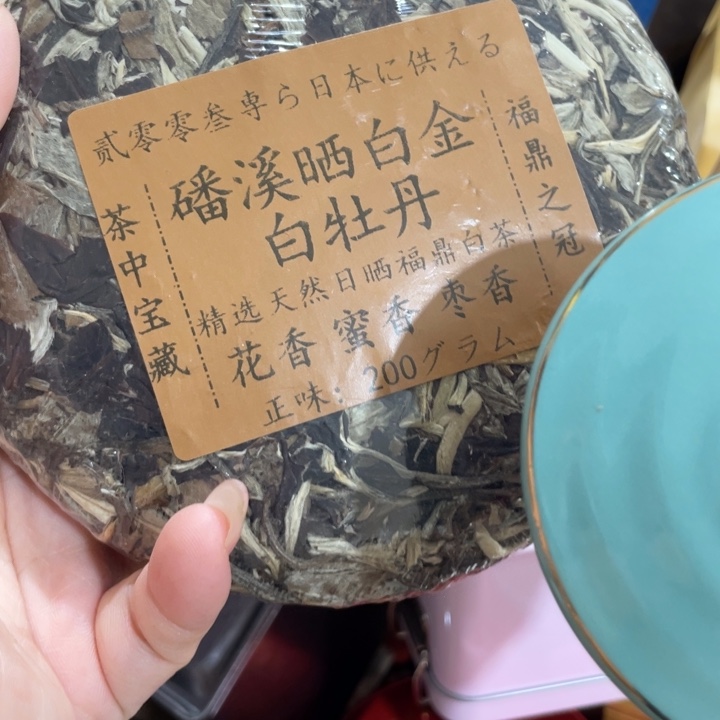 贰零零叁専ら日本に供える
磻溪晒白金
白牡丹
精选天然日晒福鼎白茶
花香 蜜香 枣香
正味：200グラム
茶中宝藏
福鼎之冠